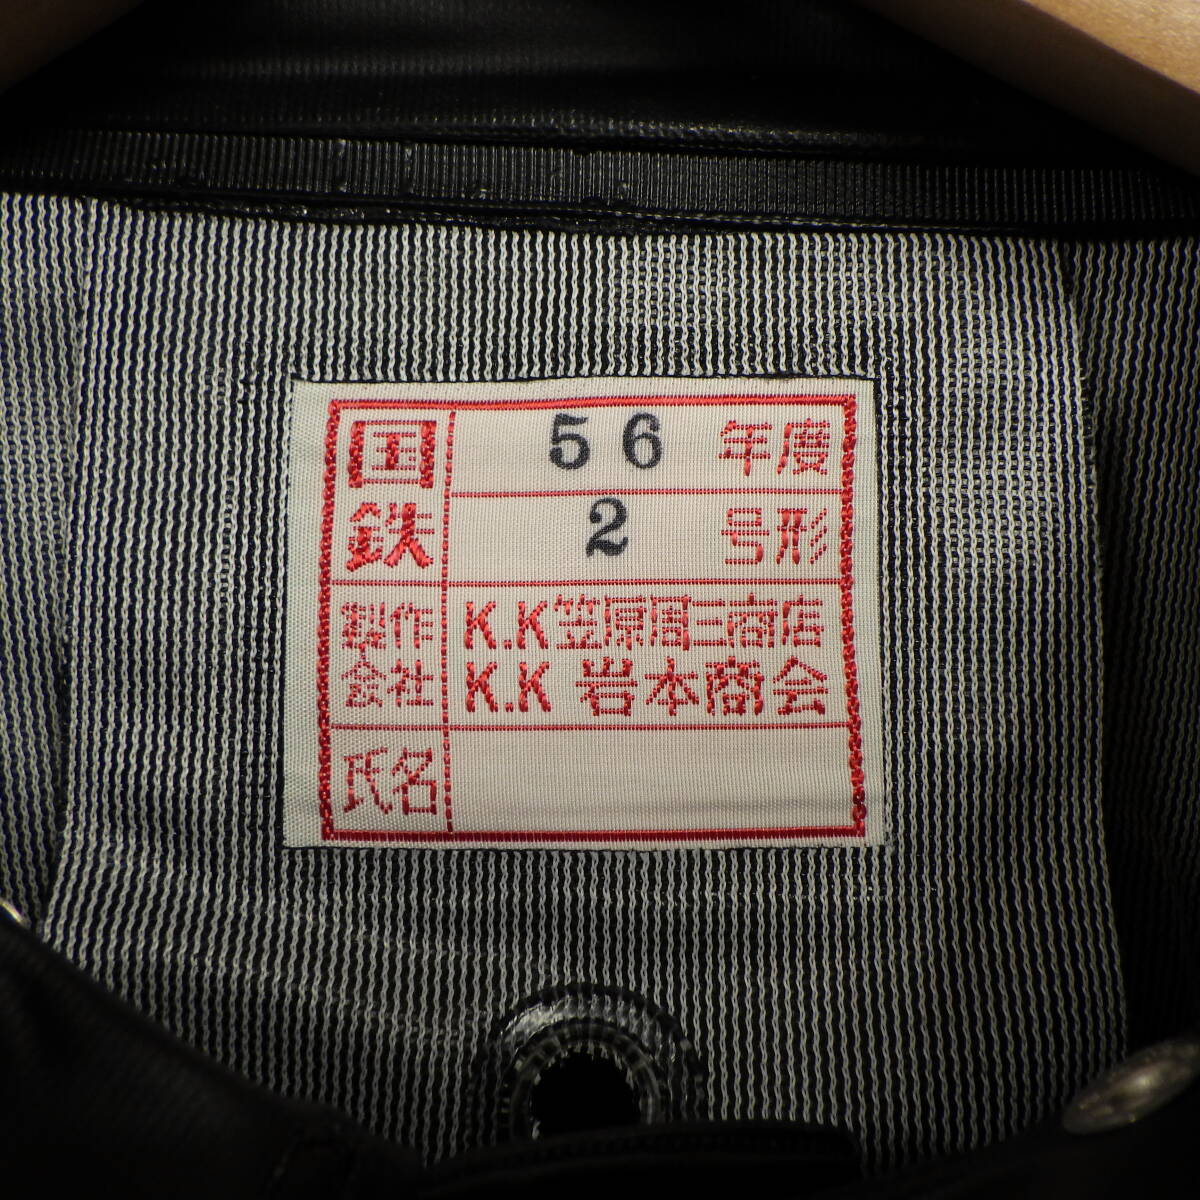 国鉄
56 年度
2 号形
製作会社
K.K笠原周三商店
K.K 岩本商会
氏名